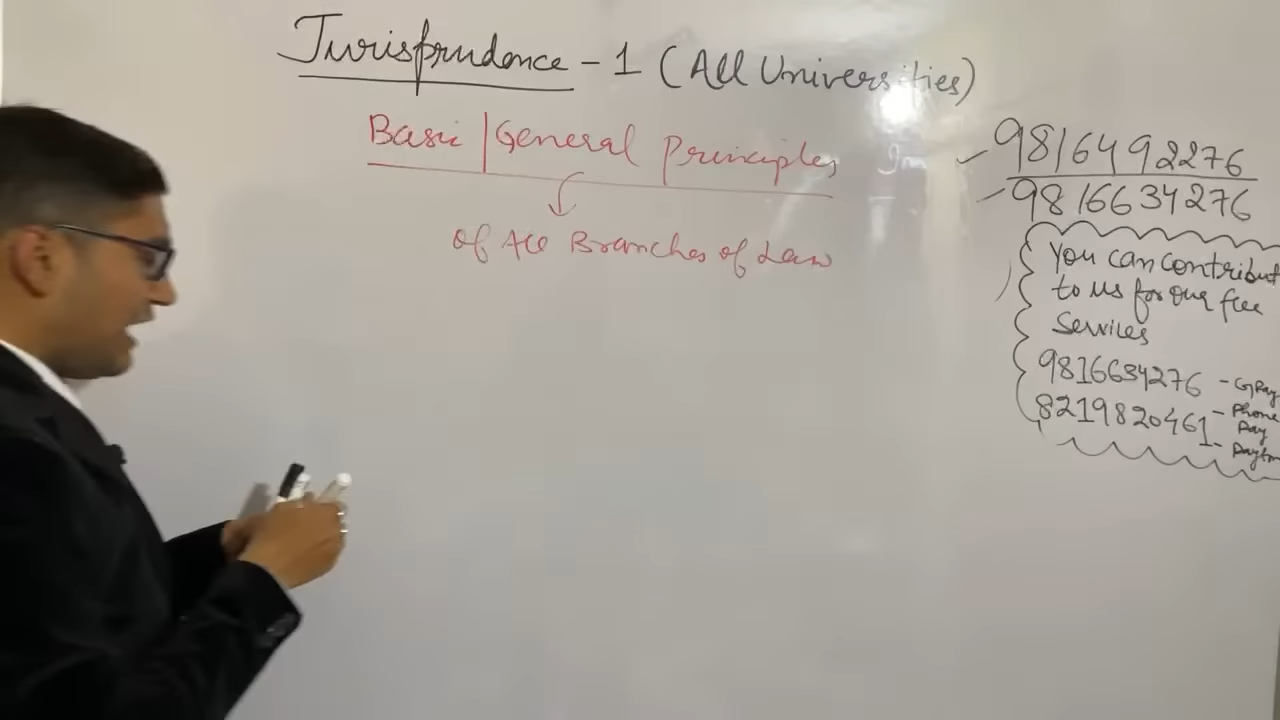 Jurisprudence - 1 (All Universities)
Basic | General Principles
of All Branches of Law
9816492276
9816634276
You can contribut
to us for our free
Services
9816634276 - GPay
8219820461 - Phone
Pay
- Paytm